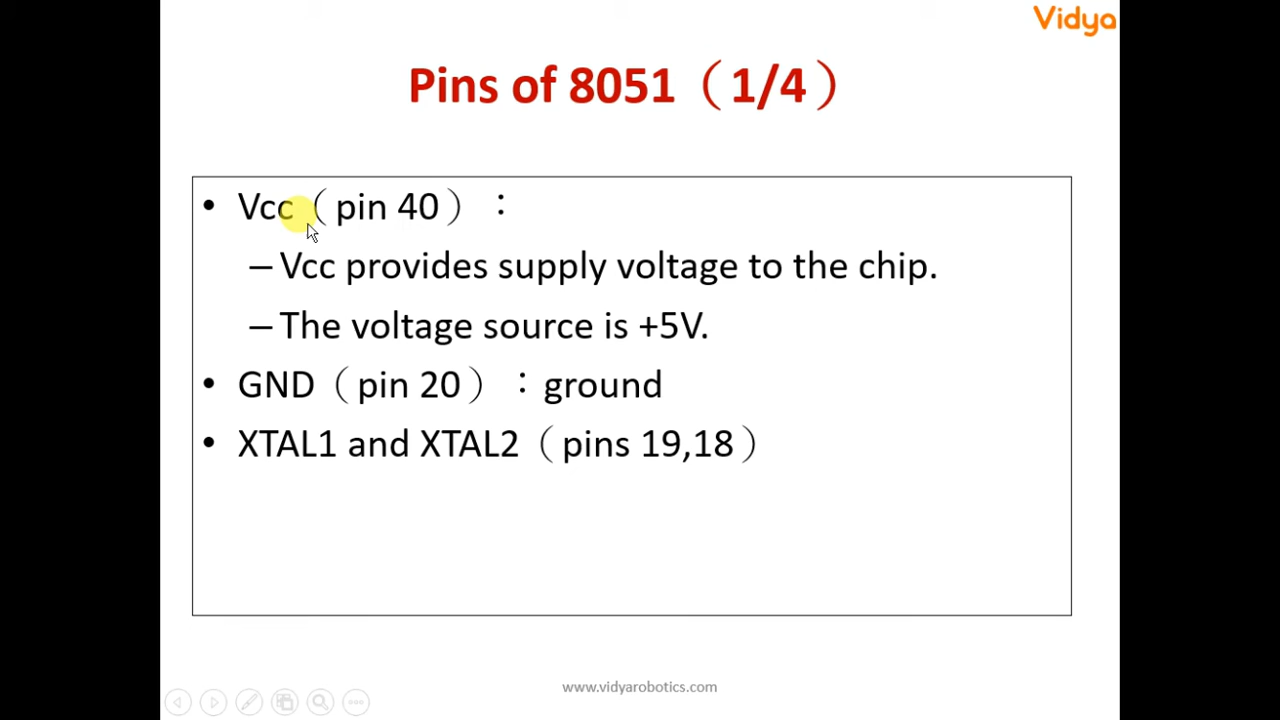 Vidya
Pins of 8051（1/4）
• Vcc（pin 40）：
– Vcc provides supply voltage to the chip.
– The voltage source is +5V.
• GND（pin 20）：ground
• XTAL1 and XTAL2（pins 19,18）
www.vidyarobotics.com